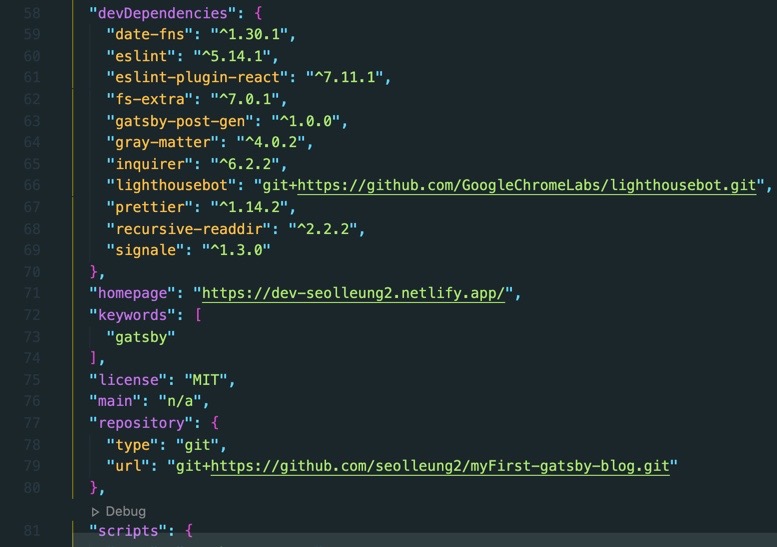 58 "devDependencies": {
59 "date-fns": "^1.30.1",
60 "eslint": "^5.14.1",
61 "eslint-plugin-react": "^7.11.1",
62 "fs-extra": "^7.0.1",
63 "gatsby-post-gen": "^1.0.0",
64 "gray-matter": "^4.0.2",
65 "inquirer": "^6.2.2",
66 "lighthousebot": "git+https://github.com/GoogleChromeLabs/lighthousebot.git",
67 "prettier": "^1.14.2",
68 "recursive-readdir": "^2.2.2",
69 "signale": "^1.3.0"
70 },
71 "homepage": "https://dev-seolleung2.netlify.app/",
72 "keywords": [
73 "gatsby"
74 ],
75 "license": "MIT",
76 "main": "n/a",
77 "repository": {
78 "type": "git",
79 "url": "git+https://github.com/seolleung2/myFirst-gatsby-blog.git"
80 },
Debug
81 "scripts": {